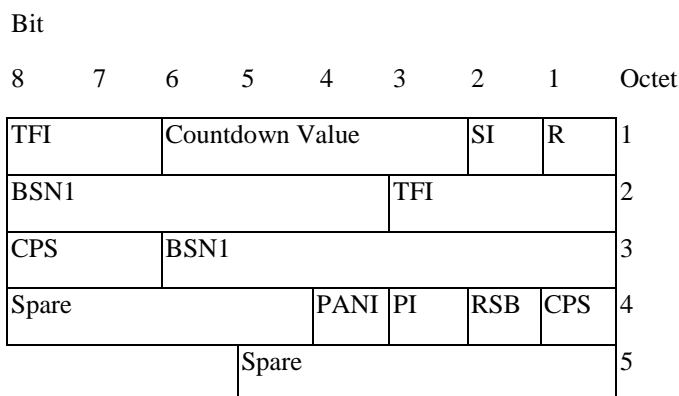 Bit
8 7 6 5 4 3 2 1 Octet
TFI Countdown Value SI R 1
BSN1 TFI 2
CPS BSN1 3
Spare PANI PI RSB CPS 4
Spare 5